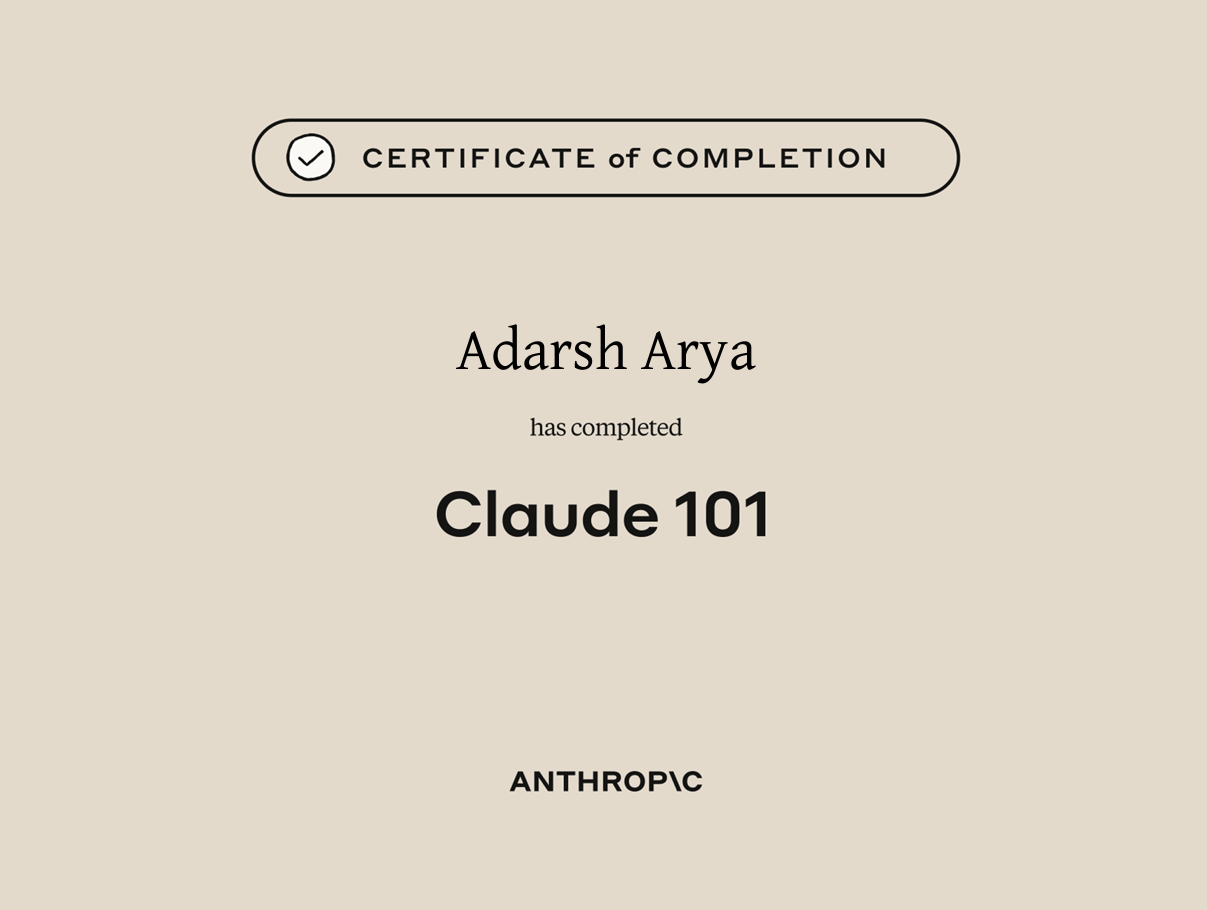 CERTIFICATE of COMPLETION
Adarsh Arya
has completed
Claude 101
ANTHROP\C